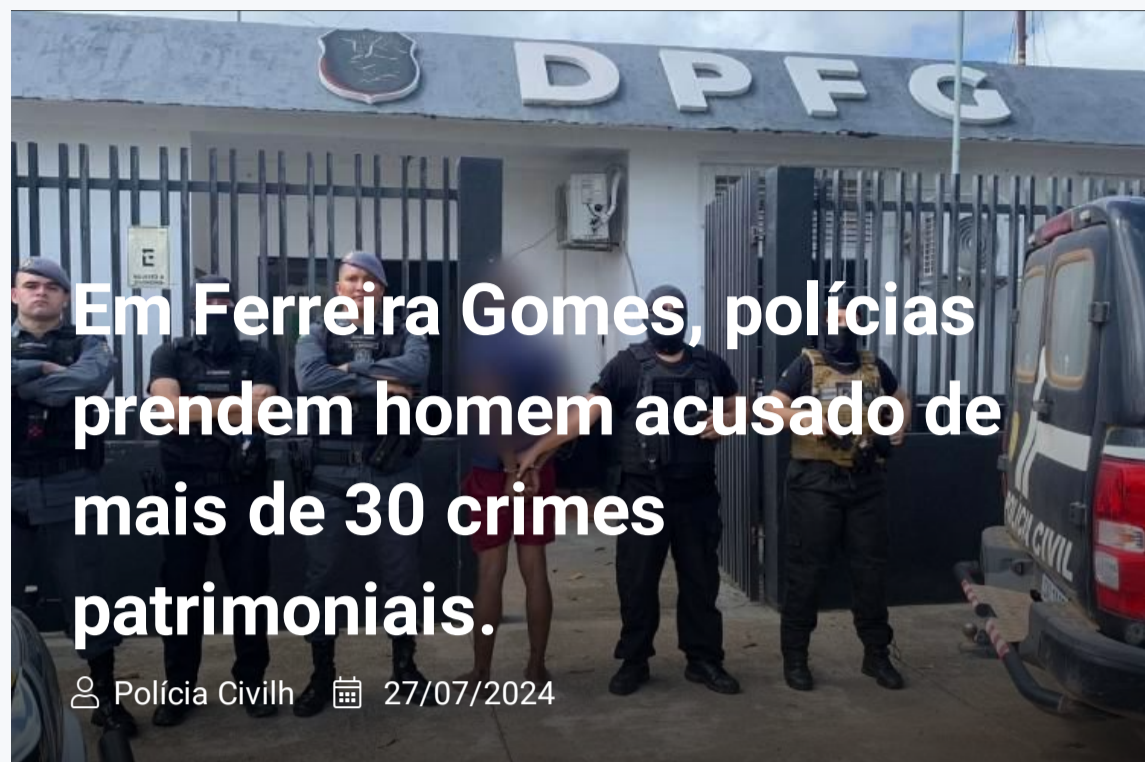 DPFG
Em Ferreira Gomes, polícias
prendem homem acusado de
mais de 30 crimes
patrimoniais.
Polícia Civilh 27/07/2024
POLÍCIA CIVIL